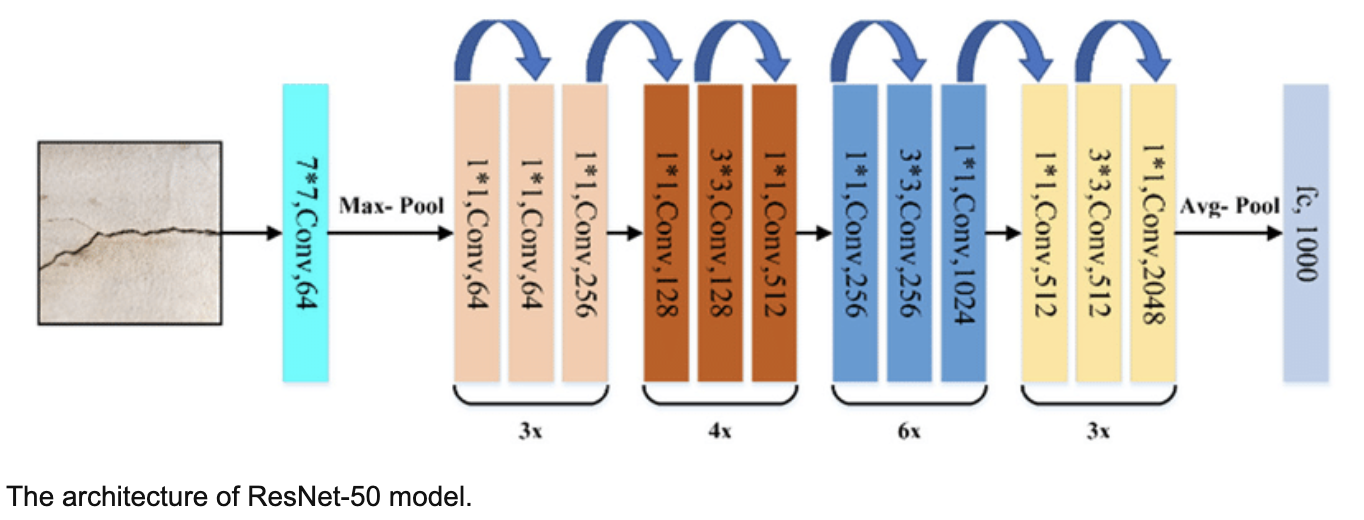 7*7,Conv,64
Max- Pool
1*1,Conv,64
1*1,Conv,64
1*1,Conv,256
1*1,Conv,128
3*3,Conv,128
1*1,Conv,512
1*1,Conv,256
3*3,Conv,256
1*1,Conv,1024
1*1,Conv,512
3*3,Conv,512
1*1,Conv,2048
Avg- Pool
fc, 1000
3x
4x
6x
3x
The architecture of ResNet-50 model.